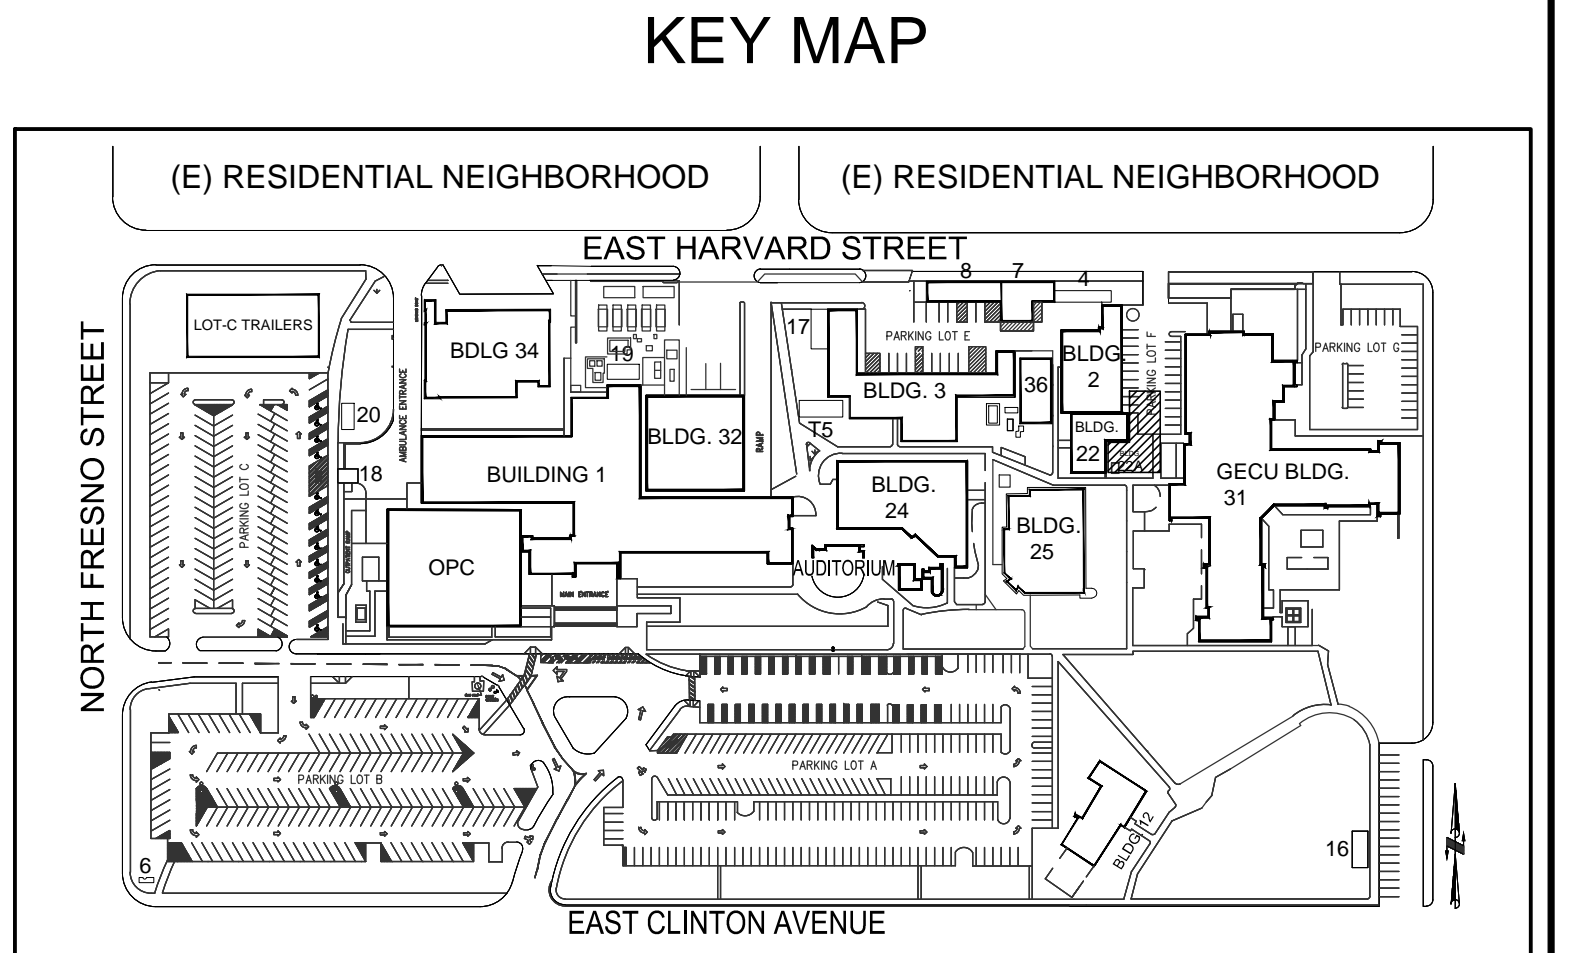 KEY MAP
(E) RESIDENTIAL NEIGHBORHOOD
(E) RESIDENTIAL NEIGHBORHOOD
EAST HARVARD STREET
8
7
4
LOT-C TRAILERS
17
PARKING LOT E
BDLG 34
19
BLDG.
2
PARKING LOT F
PARKING LOT G
NORTH FRESNO STREET
AMBULANCE ENTRANCE
20
BLDG. 3
36
T5
BLDG. 32
RAMP
BLDG.
22
BLDG.
22A
18
BUILDING 1
PARKING LOT C
BLDG.
24
GECU BLDG.
31
BLDG.
25
OPC
AUDITORIUM
MAIN ENTRANCE
PARKING LOT B
PARKING LOT A
BLDG. 12
16
6
EAST CLINTON AVENUE